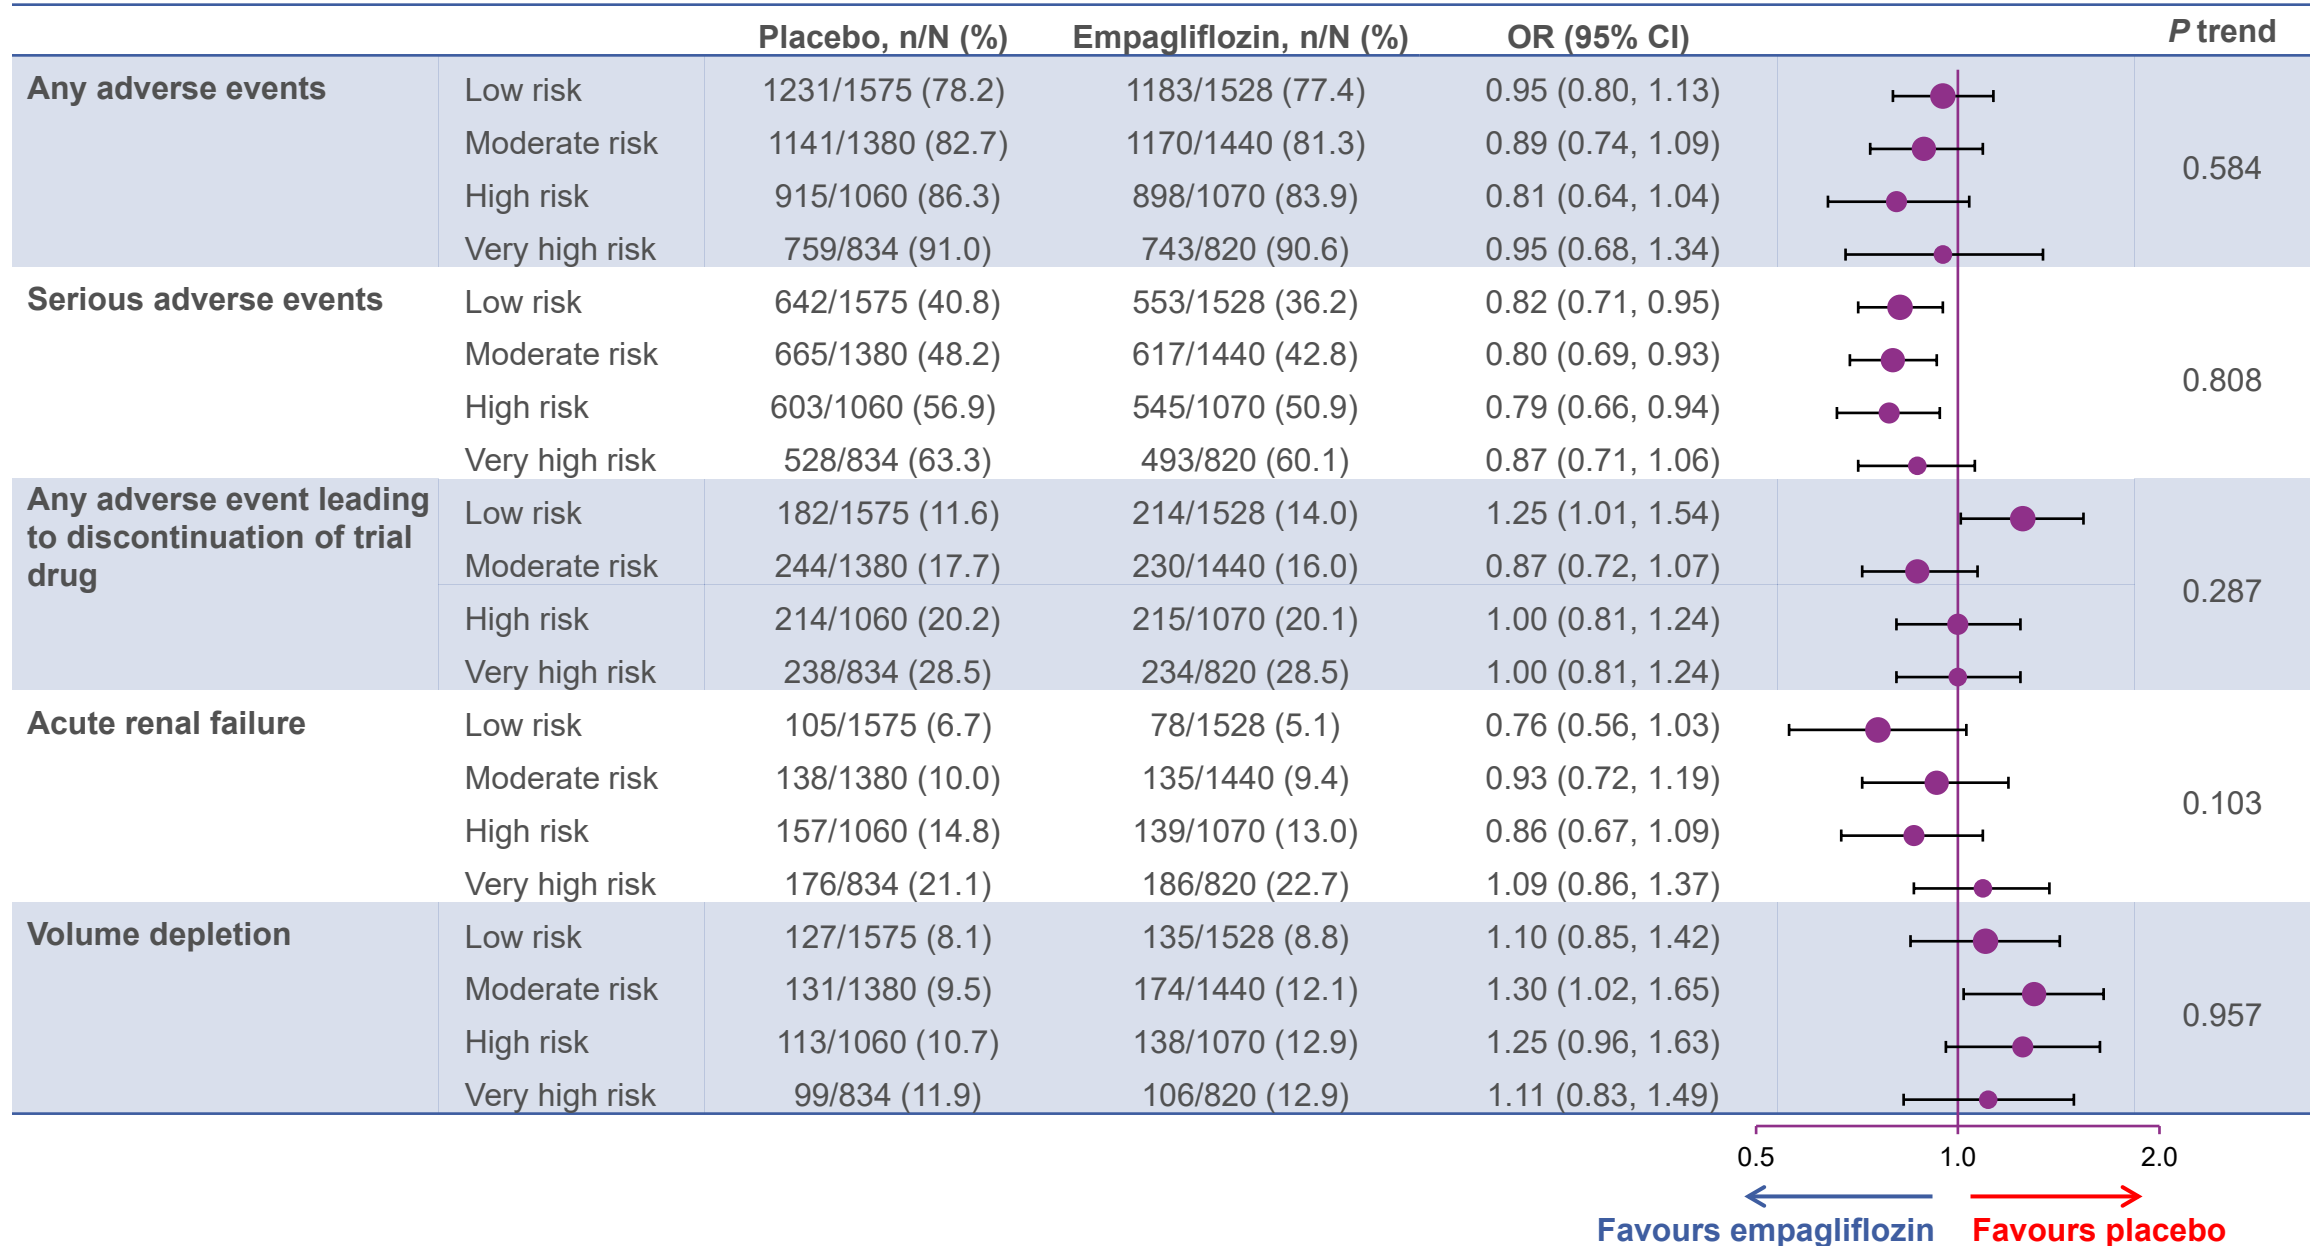 Placebo, n/N (%) Empagliflozin, n/N (%) OR (95% CI) P trend
Any adverse events Low risk 1231/1575 (78.2) 1183/1528 (77.4) 0.95 (0.80, 1.13)
Moderate risk 1141/1380 (82.7) 1170/1440 (81.3) 0.89 (0.74, 1.09)
0.584
High risk 915/1060 (86.3) 898/1070 (83.9) 0.81 (0.64, 1.04)
Very high risk 759/834 (91.0) 743/820 (90.6) 0.95 (0.68, 1.34)
Serious adverse events Low risk 642/1575 (40.8) 553/1528 (36.2) 0.82 (0.71, 0.95)
Moderate risk 665/1380 (48.2) 617/1440 (42.8) 0.80 (0.69, 0.93)
0.808
High risk 603/1060 (56.9) 545/1070 (50.9) 0.79 (0.66, 0.94)
Very high risk 528/834 (63.3) 493/820 (60.1) 0.87 (0.71, 1.06)
Any adverse event leading
to discontinuation of trial
drug
Low risk 182/1575 (11.6) 214/1528 (14.0) 1.25 (1.01, 1.54)
Moderate risk 244/1380 (17.7) 230/1440 (16.0) 0.87 (0.72, 1.07)
0.287
High risk 214/1060 (20.2) 215/1070 (20.1) 1.00 (0.81, 1.24)
Very high risk 238/834 (28.5) 234/820 (28.5) 1.00 (0.81, 1.24)
Acute renal failure Low risk 105/1575 (6.7) 78/1528 (5.1) 0.76 (0.56, 1.03)
Moderate risk 138/1380 (10.0) 135/1440 (9.4) 0.93 (0.72, 1.19)
0.103
High risk 157/1060 (14.8) 139/1070 (13.0) 0.86 (0.67, 1.09)
Very high risk 176/834 (21.1) 186/820 (22.7) 1.09 (0.86, 1.37)
Volume depletion Low risk 127/1575 (8.1) 135/1528 (8.8) 1.10 (0.85, 1.42)
Moderate risk 131/1380 (9.5) 174/1440 (12.1) 1.30 (1.02, 1.65)
0.957
High risk 113/1060 (10.7) 138/1070 (12.9) 1.25 (0.96, 1.63)
Very high risk 99/834 (11.9) 106/820 (12.9) 1.11 (0.83, 1.49)
0.5 1.0 2.0
Favours empagliflozin Favours placebo